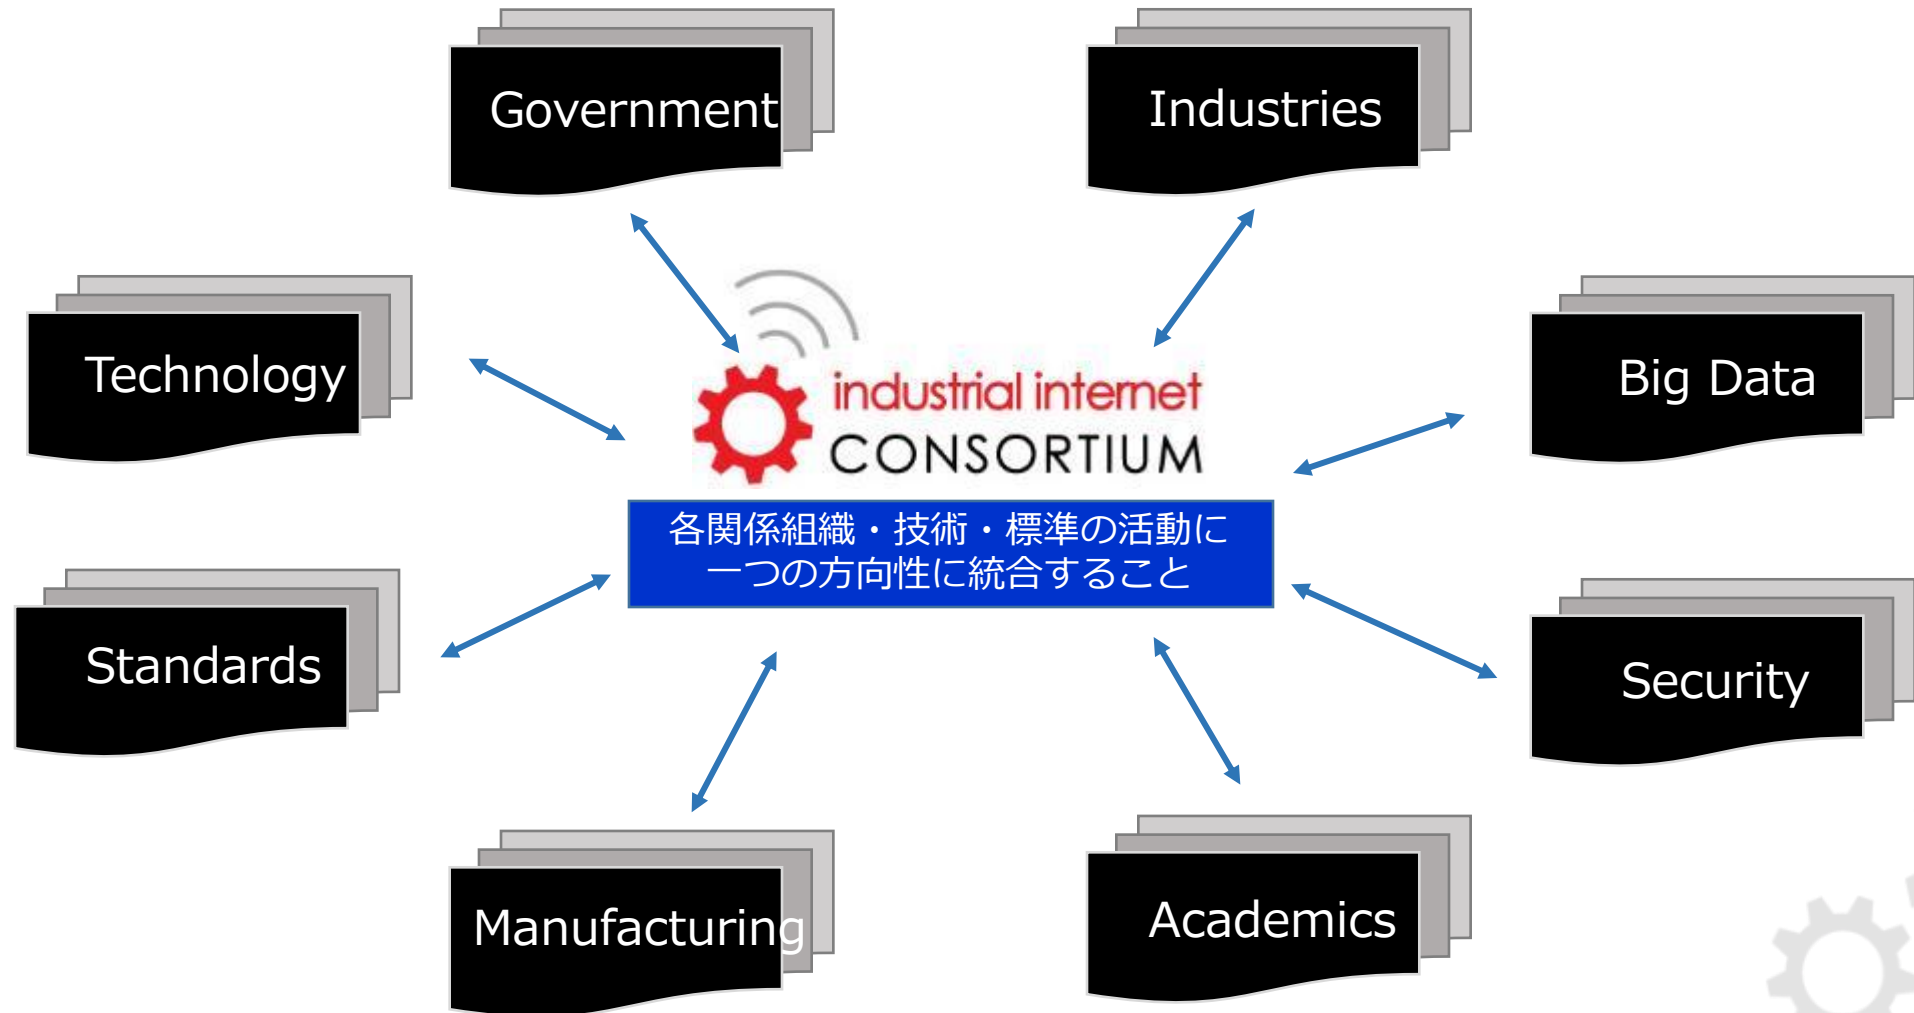 Government
Industries
Technology
Big Data
industrial internet
CONSORTIUM
各関係組織・技術・標準の活動に
一つの方向性に統合すること
Standards
Security
Manufacturing
Academics